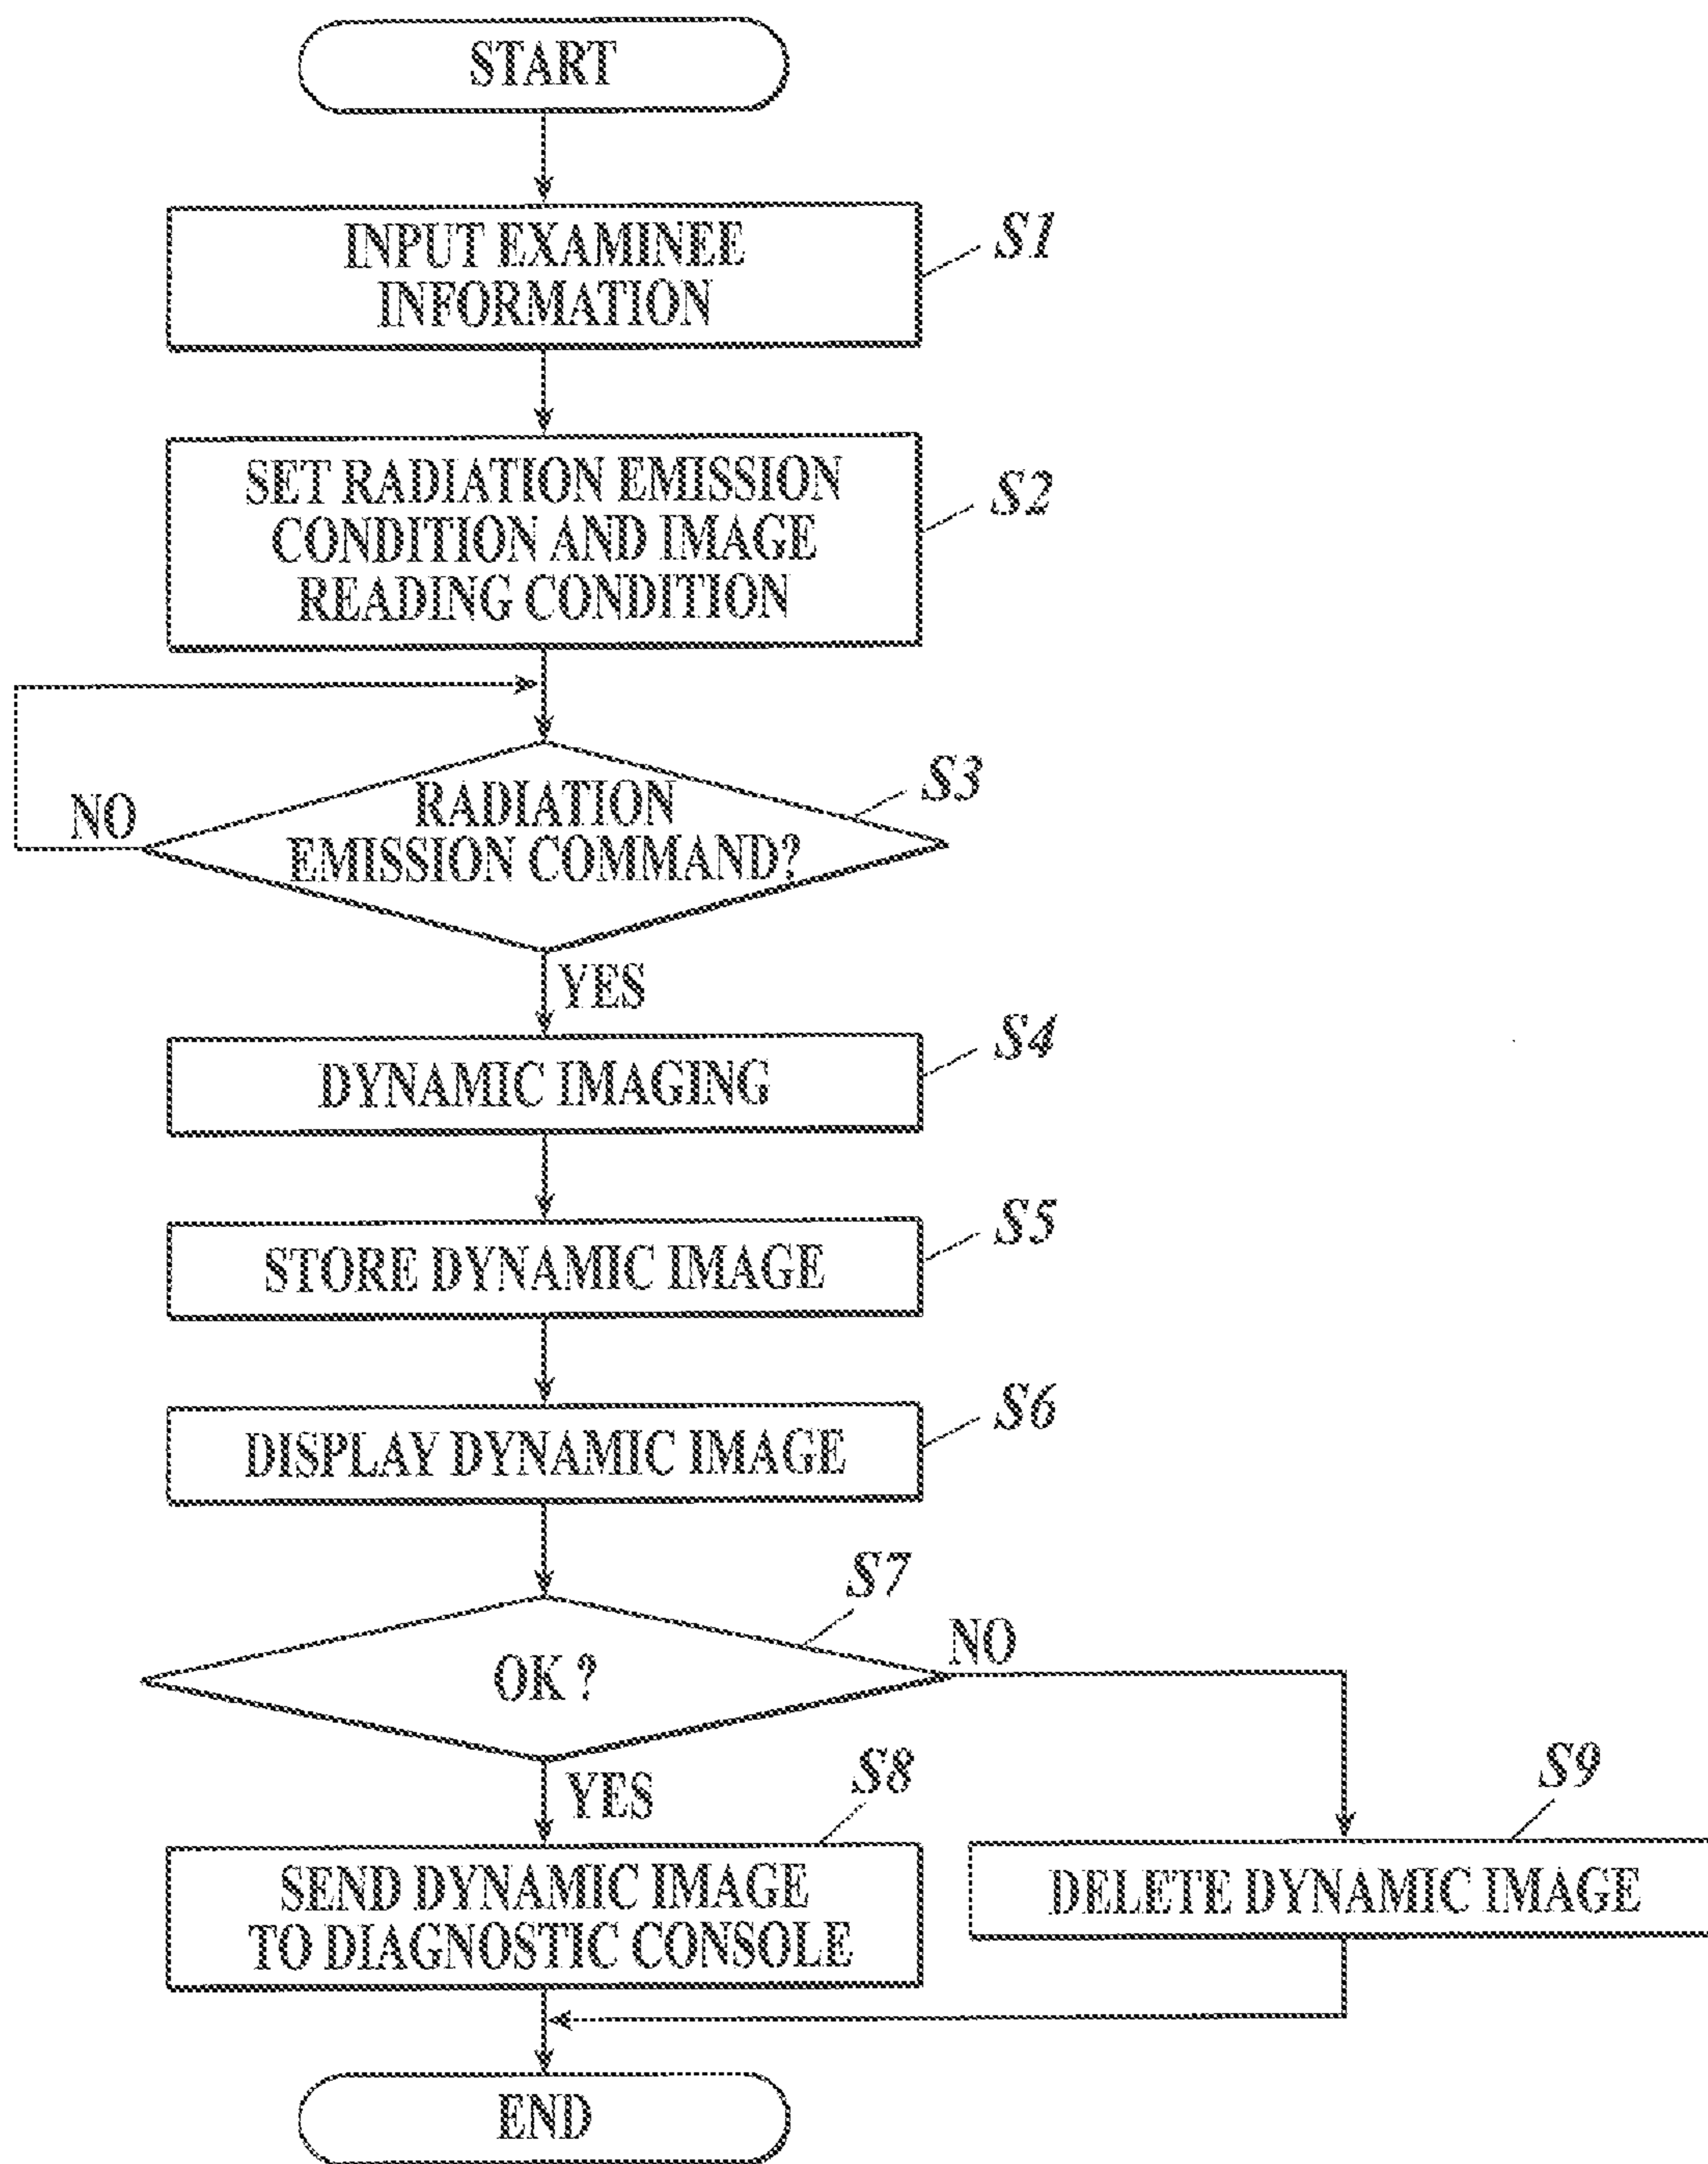 START
INPUT EXAMINEE
INFORMATION
S1
SET RADIATION EMISSION
CONDITION AND IMAGE
READING CONDITION
S2
RADIATION
EMISSION COMMAND?
S3
NO
YES
DYNAMIC IMAGING
S4
STORE DYNAMIC IMAGE
S5
DISPLAY DYNAMIC IMAGE
S6
OK ?
S7
NO
YES
SEND DYNAMIC IMAGE
TO DIAGNOSTIC CONSOLE
S8
DELETE DYNAMIC IMAGE
S9
END